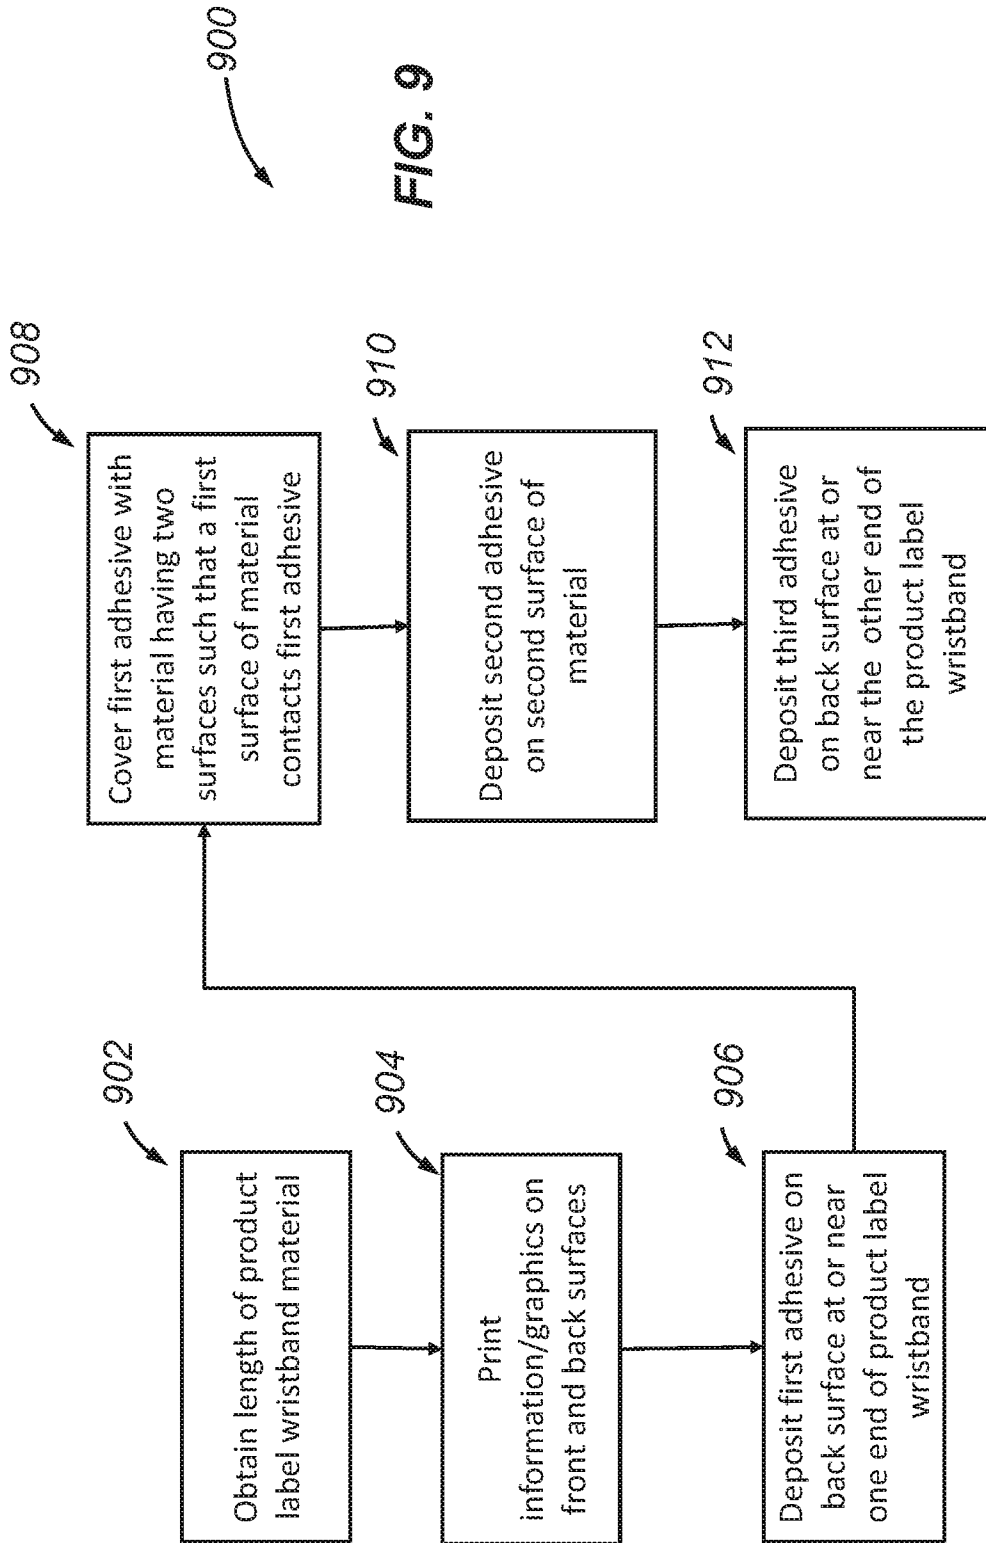 902
Obtain length of product
label wristband material
904
Print
information/graphics on
front and back surfaces
906
Deposit first adhesive on
back surface at or near
one end of product label
wristband
908
Cover first adhesive with
material having two
surfaces such that a first
surface of material
contacts first adhesive
910
Deposit second adhesive
on second surface of
material
912
Deposit third adhesive
on back surface at or
near the other end of
the product label
wristband
900
FIG. 9